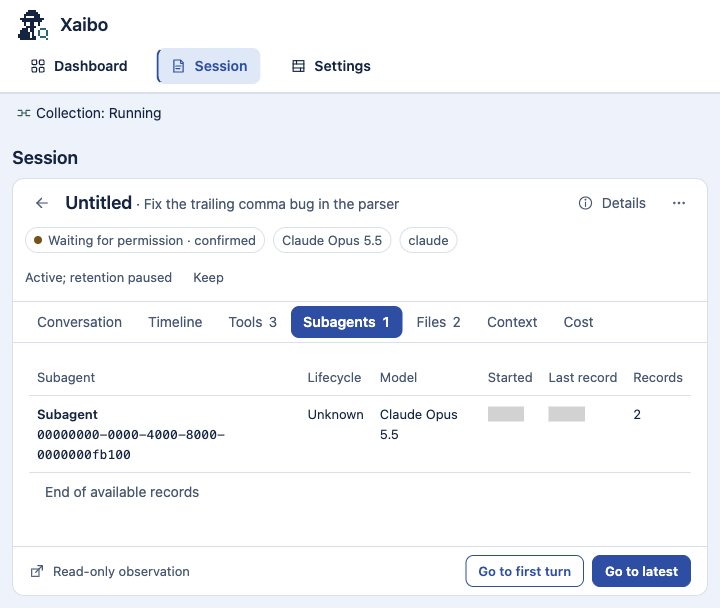 Xaibo
Dashboard
Session
Settings
Collection: Running
Session
Untitled · Fix the trailing comma bug in the parser
Details
Waiting for permission · confirmed
Claude Opus 5.5
claude
Active; retention paused
Keep
Conversation
Timeline
Tools 3
Subagents 1
Files 2
Context
Cost
Subagent Lifecycle Model Started Last record Records
Subagent Unknown Claude Opus 2
00000000-0000-4000-8000- 5.5
0000000fb100
End of available records
Read-only observation
Go to first turn
Go to latest